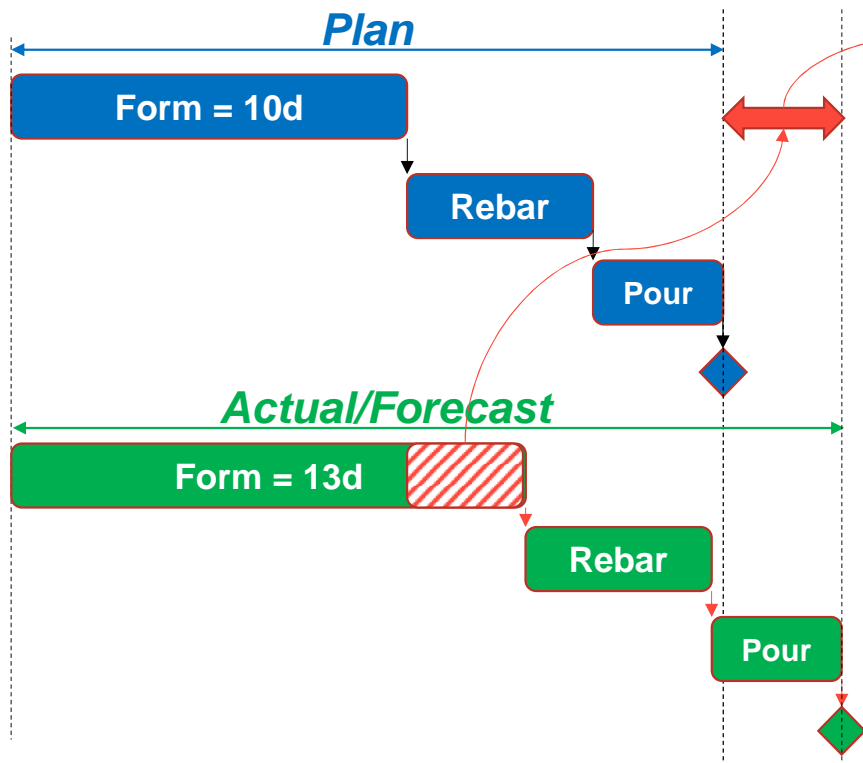 Plan
Form = 10d
Rebar
Pour
Actual/Forecast
Form = 13d
Rebar
Pour